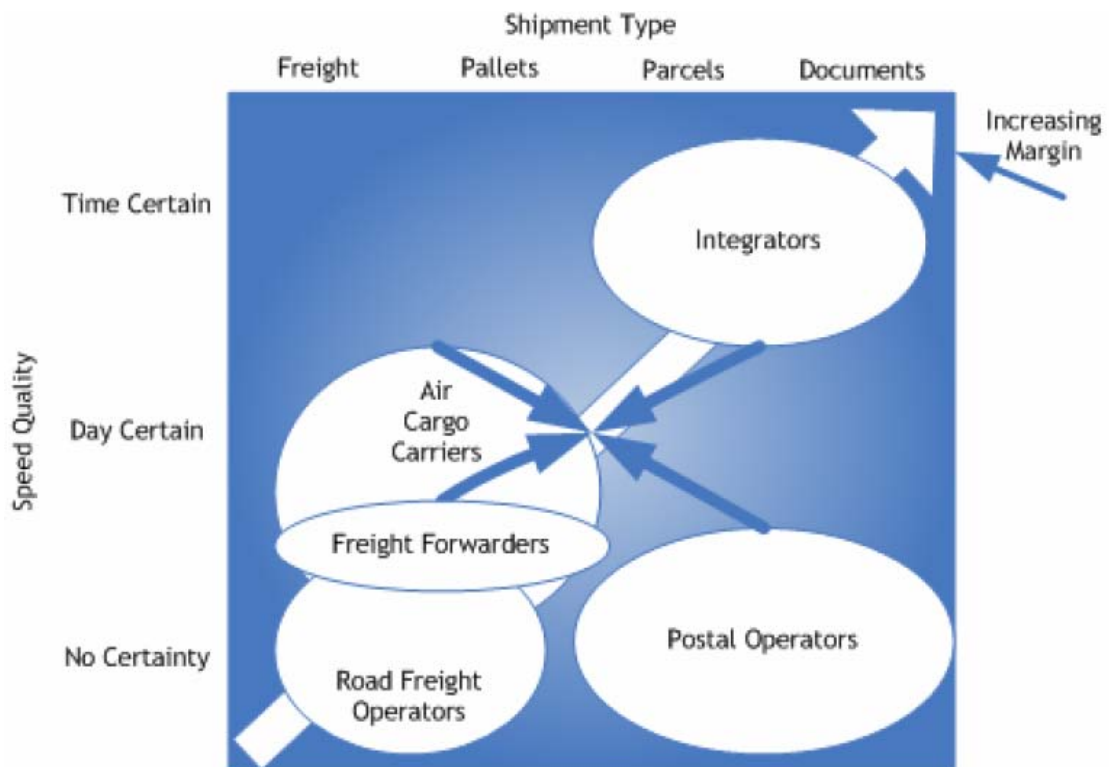 Shipment Type
Freight Pallets Parcels Documents
Increasing
Margin
Time Certain
Integrators
Speed Quality
Day Certain
Air
Cargo
Carriers
Freight Forwarders
No Certainty
Postal Operators
Road Freight
Operators